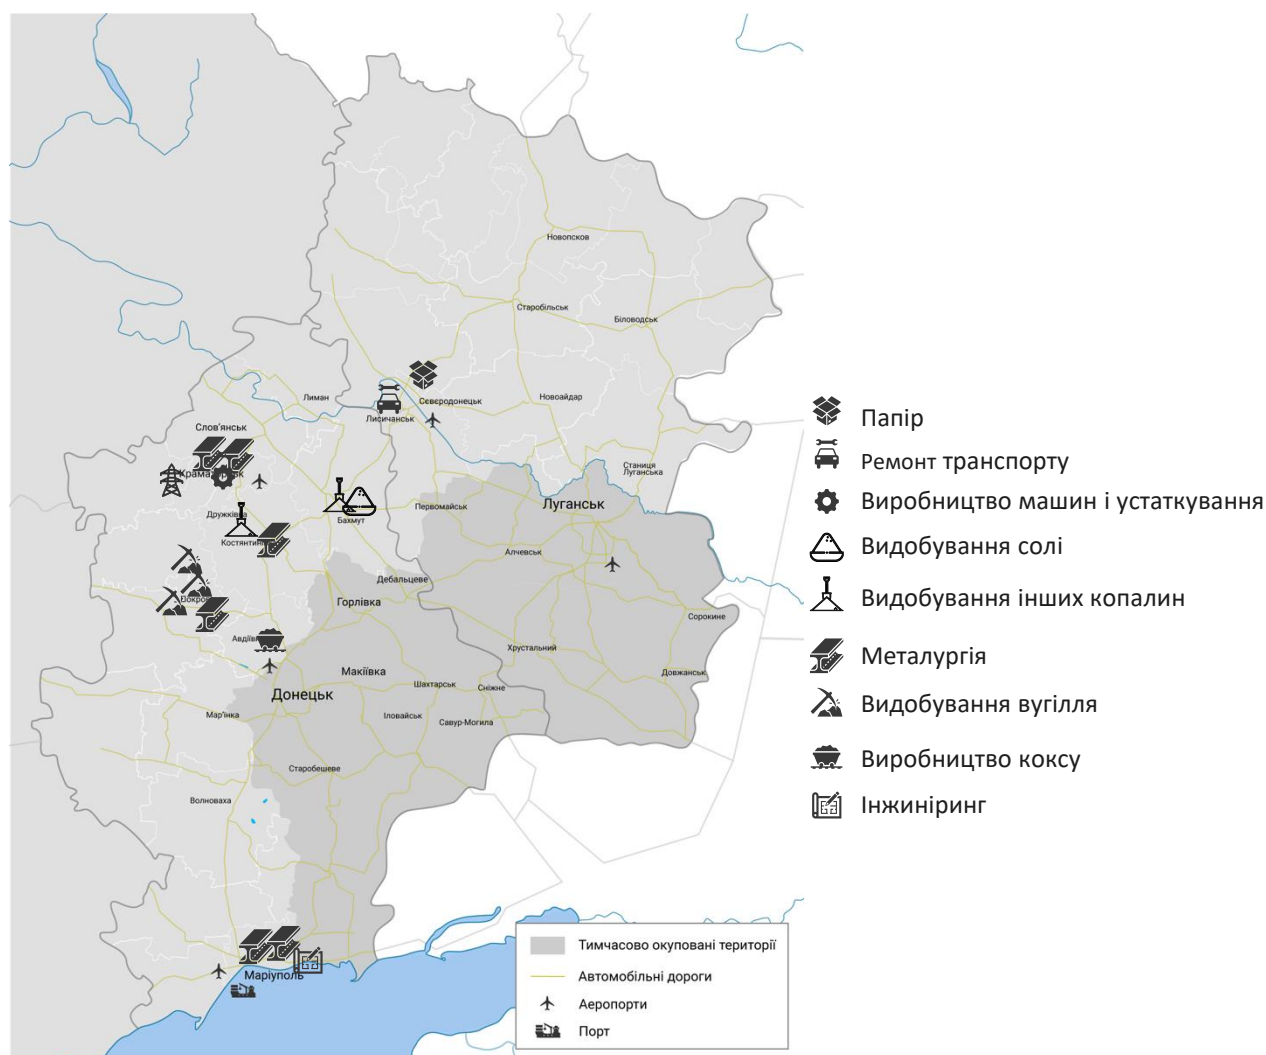 Новопсков
Старобільськ
Біловодськ
Лиман
Сєвєродонецьк
Новоайдар
Лисичанськ
Слов'янськ
Станиця
Луганська
Первомайськ
Луганськ
Дружківка
Бахмут
Алчевськ
Дебальцеве
Горлівка
Сорокине
Хрустальний
Довжанськ
Макіївка
Шахтарськ
Сніжне
Донецьк
Мар'їнка
Іловайськ
Савур-Могила
Старобешеве
Волноваха
Маріуполь
Папір
Ремонт транспорту
Виробництво машин і устаткування
Видобування солі
Видобування інших копалин
Металургія
Видобування вугілля
Виробництво коксу
Інжиніринг
Тимчасово окуповані території
Автомобільні дороги
Аеропорти
Порт